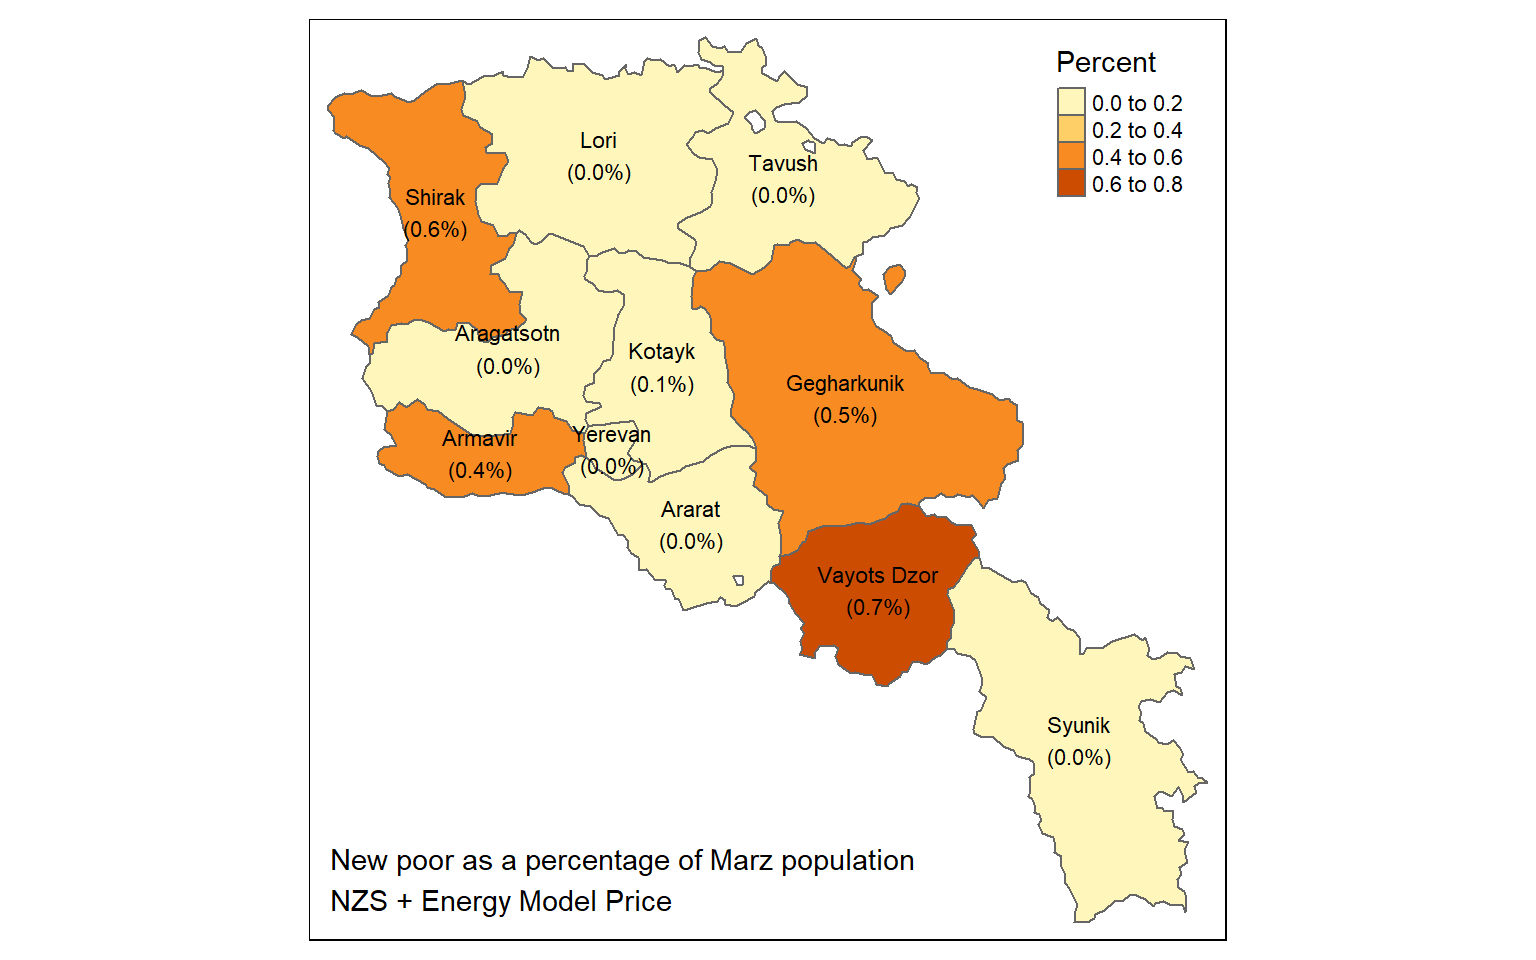 Percent
0.0 to 0.2
0.2 to 0.4
0.4 to 0.6
0.6 to 0.8
Lori
(0.0%)
Tavush
(0.0%)
Shirak
(0.6%)
Aragatsotn
(0.0%)
Kotayk
(0.1%)
Gegharkunik
(0.5%)
Armavir
(0.4%)
Yerevan
(0.0%)
Ararat
(0.0%)
Vayots Dzor
(0.7%)
Syunik
(0.0%)
New poor as a percentage of Marz population
NZS + Energy Model Price